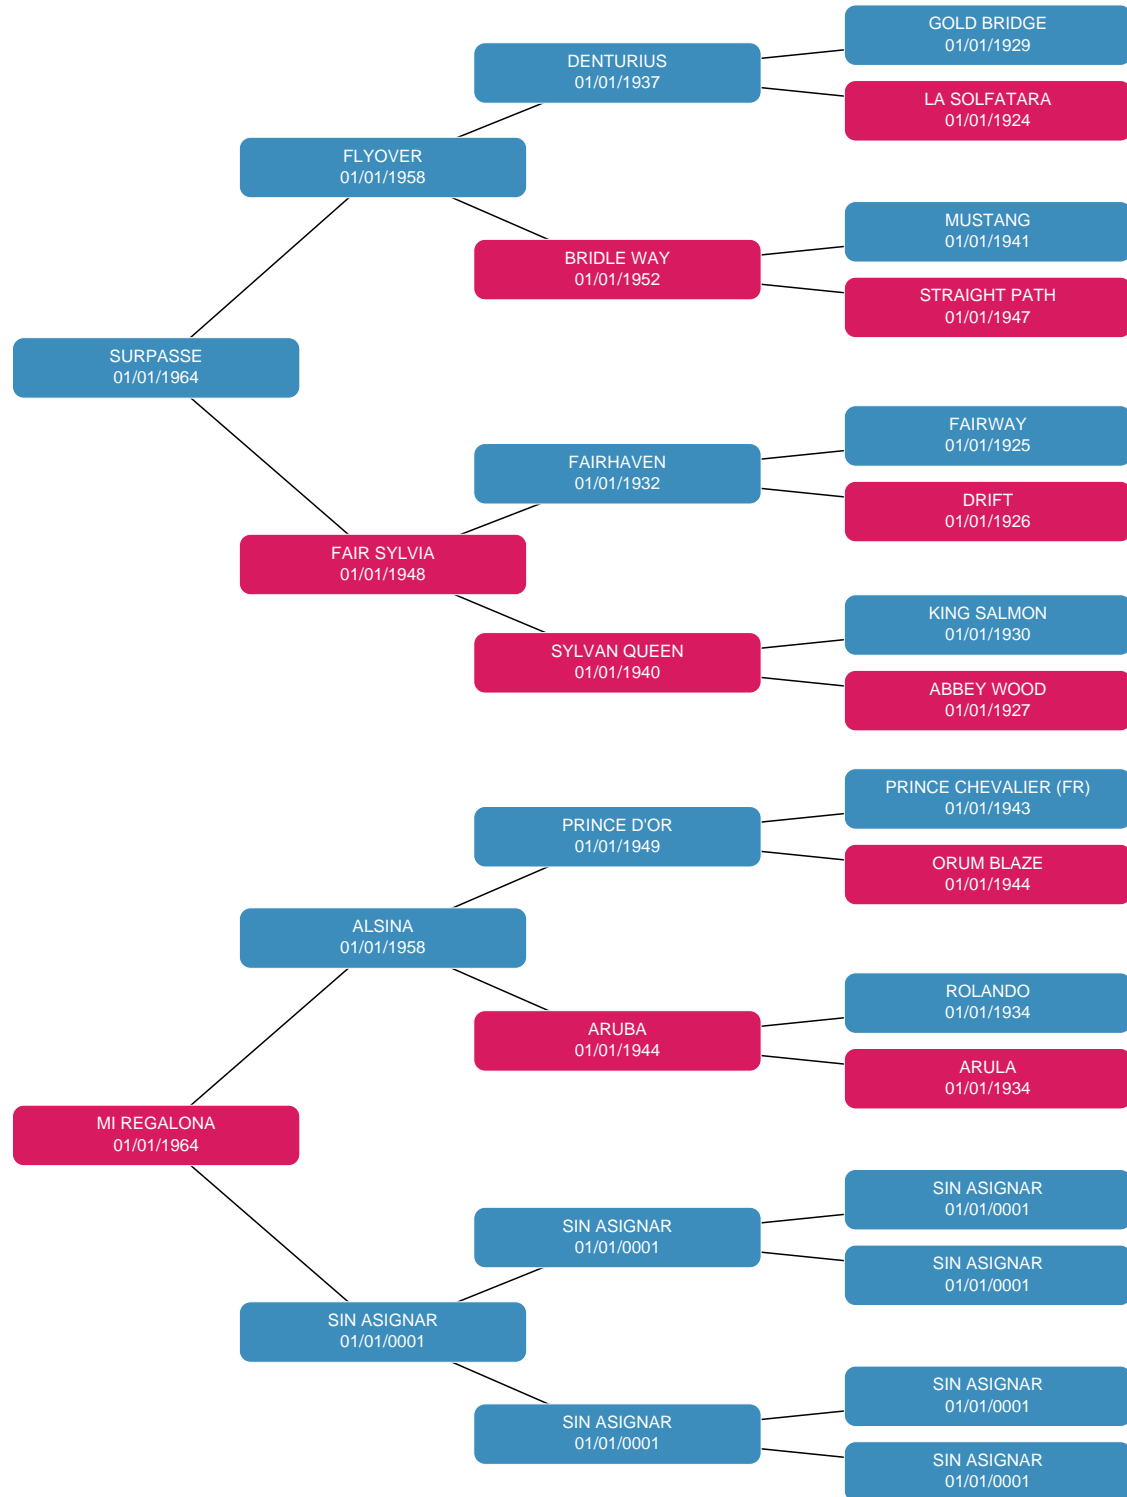 GOLD BRIDGE
01/01/1929
DENTURIUS
01/01/1937
LA SOLFATARA
01/01/1924
FLYOVER
01/01/1958
MUSTANG
01/01/1941
BRIDLE WAY
01/01/1952
STRAIGHT PATH
01/01/1947
SURPASSE
01/01/1964
FAIRWAY
01/01/1925
FAIRHAVEN
01/01/1932
DRIFT
01/01/1926
FAIR SYLVIA
01/01/1948
KING SALMON
01/01/1930
SYLVAN QUEEN
01/01/1940
ABBEY WOOD
01/01/1927
PRINCE CHEVALIER (FR)
01/01/1943
PRINCE D'OR
01/01/1949
ORUM BLAZE
01/01/1944
ALSINA
01/01/1958
ROLANDO
01/01/1934
ARUBA
01/01/1944
ARULA
01/01/1934
MI REGALONA
01/01/1964
SIN ASIGNAR
01/01/0001
SIN ASIGNAR
01/01/0001
SIN ASIGNAR
01/01/0001
SIN ASIGNAR
01/01/0001
SIN ASIGNAR
01/01/0001
SIN ASIGNAR
01/01/0001
SIN ASIGNAR
01/01/0001